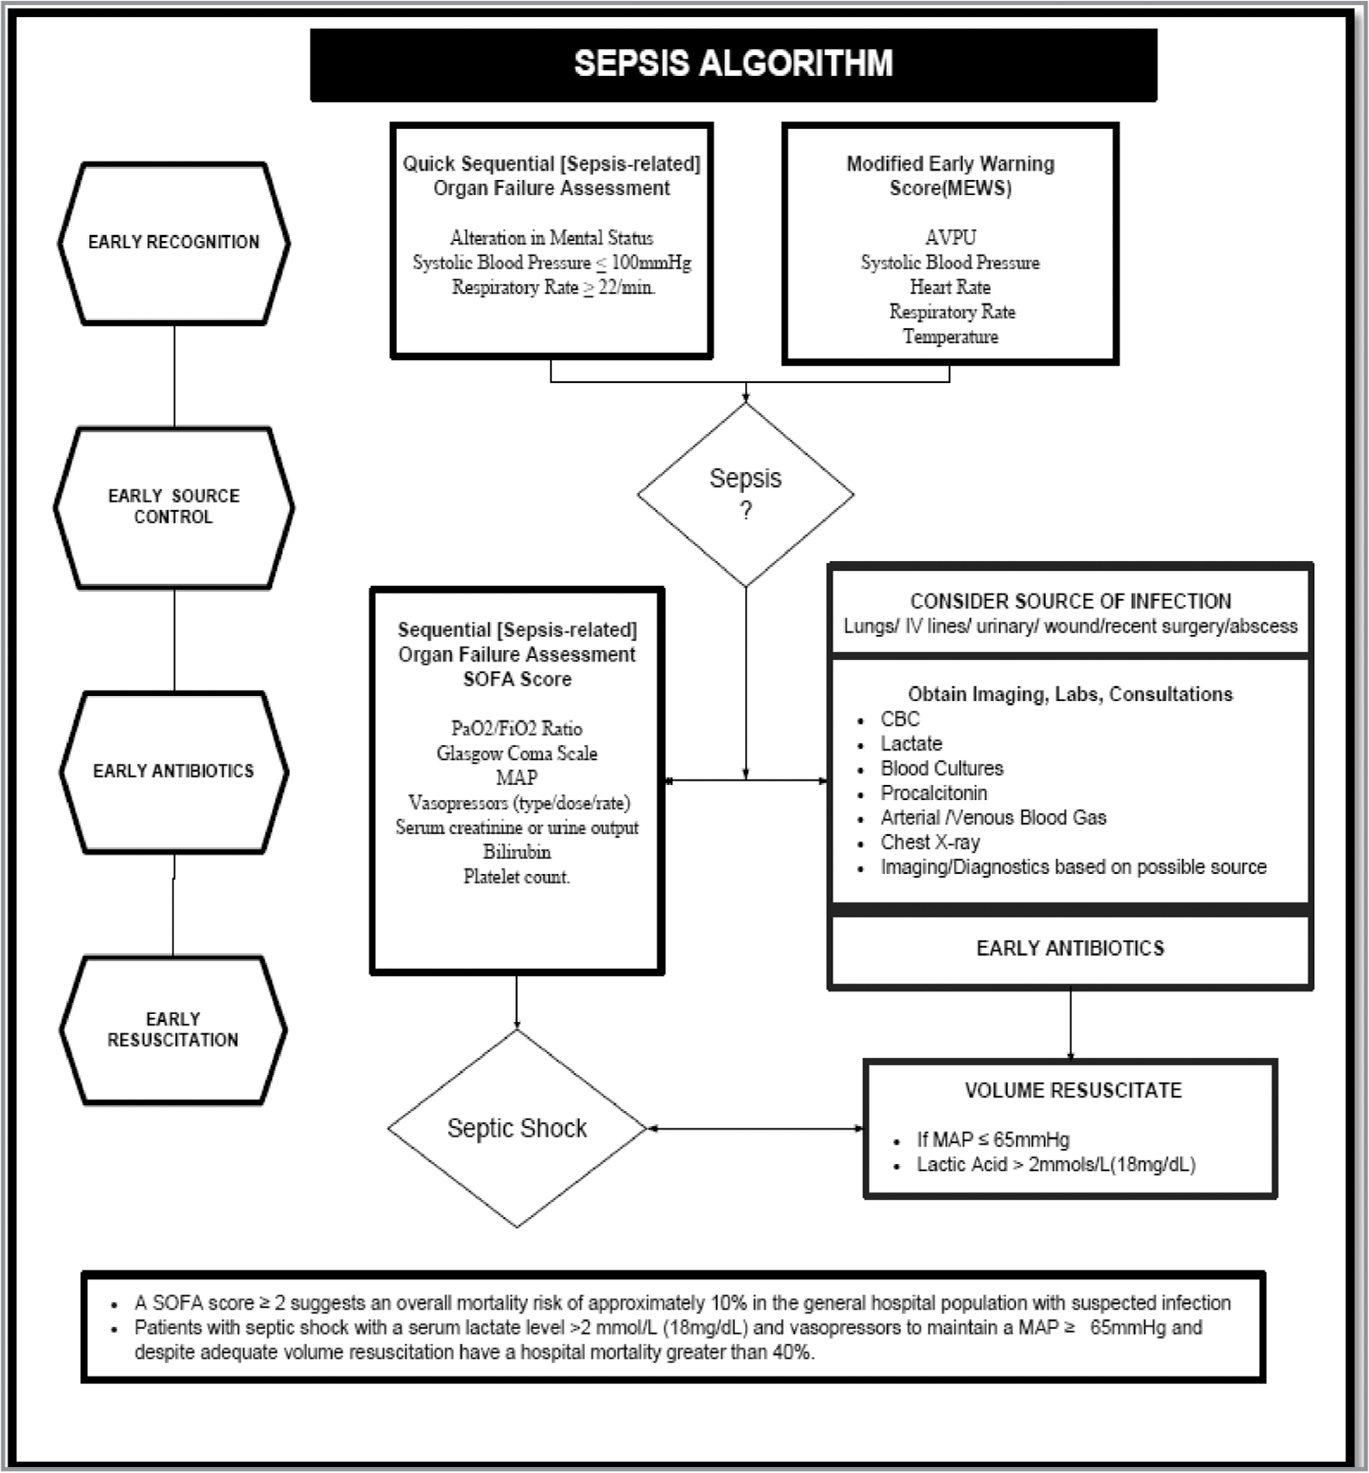 SEPSIS ALGORITHM
EARLY RECOGNITION
EARLY SOURCE
CONTROL
EARLY ANTIBIOTICS
EARLY
RESUSCITATION
Quick Sequential [Sepsis-related]
Organ Failure Assessment
Alteration in Mental Status
Systolic Blood Pressure ≤ 100mmHg
Respiratory Rate ≥ 22/min.
Modified Early Warning
Score(MEWS)
AVPU
Systolic Blood Pressure
Heart Rate
Respiratory Rate
Temperature
Sepsis
?
Sequential [Sepsis-related]
Organ Failure Assessment
SOFA Score
PaO2/FiO2 Ratio
Glasgow Coma Scale
MAP
Vasopressors (type/dose/rate)
Serum creatinine or urine output
Bilirubin
Platelet count.
CONSIDER SOURCE OF INFECTION
Lungs/ IV lines/ urinary/ wound/recent surgery/abscess
Obtain Imaging, Labs, Consultations
• CBC
• Lactate
• Blood Cultures
• Procalcitonin
• Arterial /Venous Blood Gas
• Chest X-ray
• Imaging/Diagnostics based on possible source
EARLY ANTIBIOTICS
Septic Shock
VOLUME RESUSCITATE
• If MAP ≤ 65mmHg
• Lactic Acid > 2mmols/L(18mg/dL)
• A SOFA score ≥ 2 suggests an overall mortality risk of approximately 10% in the general hospital population with suspected infection
• Patients with septic shock with a serum lactate level >2 mmol/L (18mg/dL) and vasopressors to maintain a MAP ≥ 65mmHg and
despite adequate volume resuscitation have a hospital mortality greater than 40%.